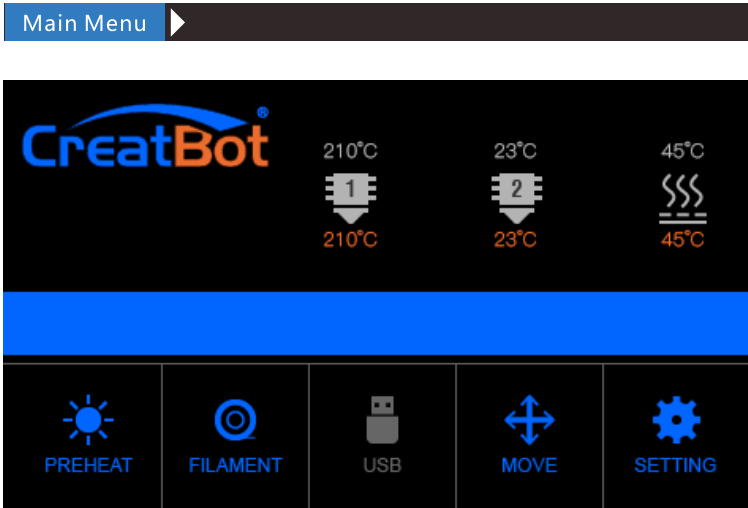 Main Menu
CreatBot®
210°C 23°C 45°C
1 2
210°C 23°C 45°C
PREHEAT FILAMENT USB MOVE SETTING